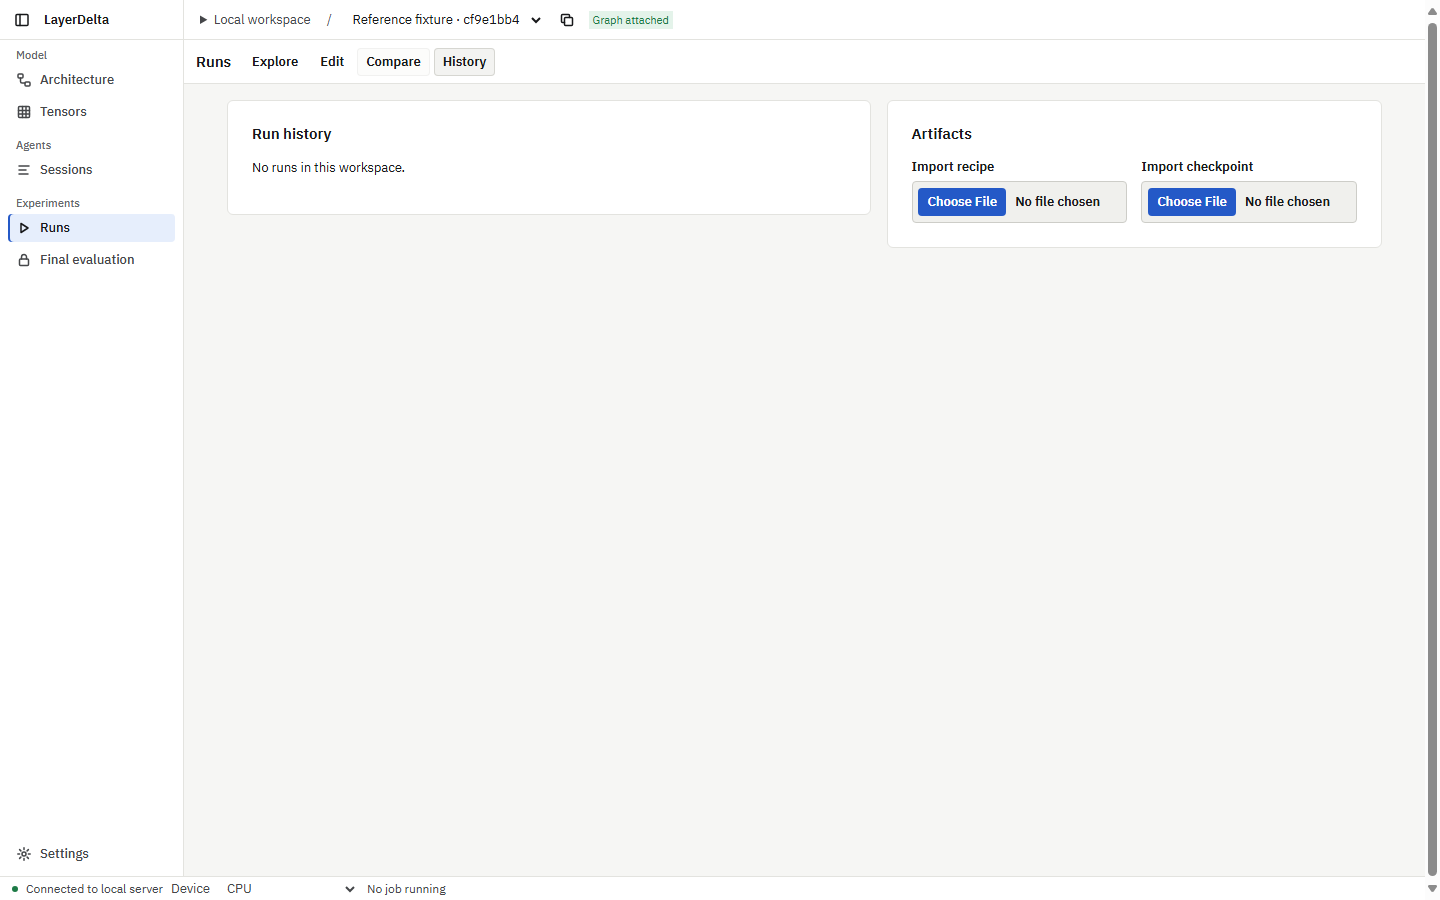 LayerDelta
Local workspace / Reference fixture · cf9e1bb4 Graph attached
Model
Architecture
Tensors
Agents
Sessions
Experiments
Runs
Final evaluation
Settings
Runs Explore Edit Compare History
Run history
No runs in this workspace.
Artifacts
Import recipe
Choose File No file chosen
Import checkpoint
Choose File No file chosen
Connected to local server Device CPU No job running